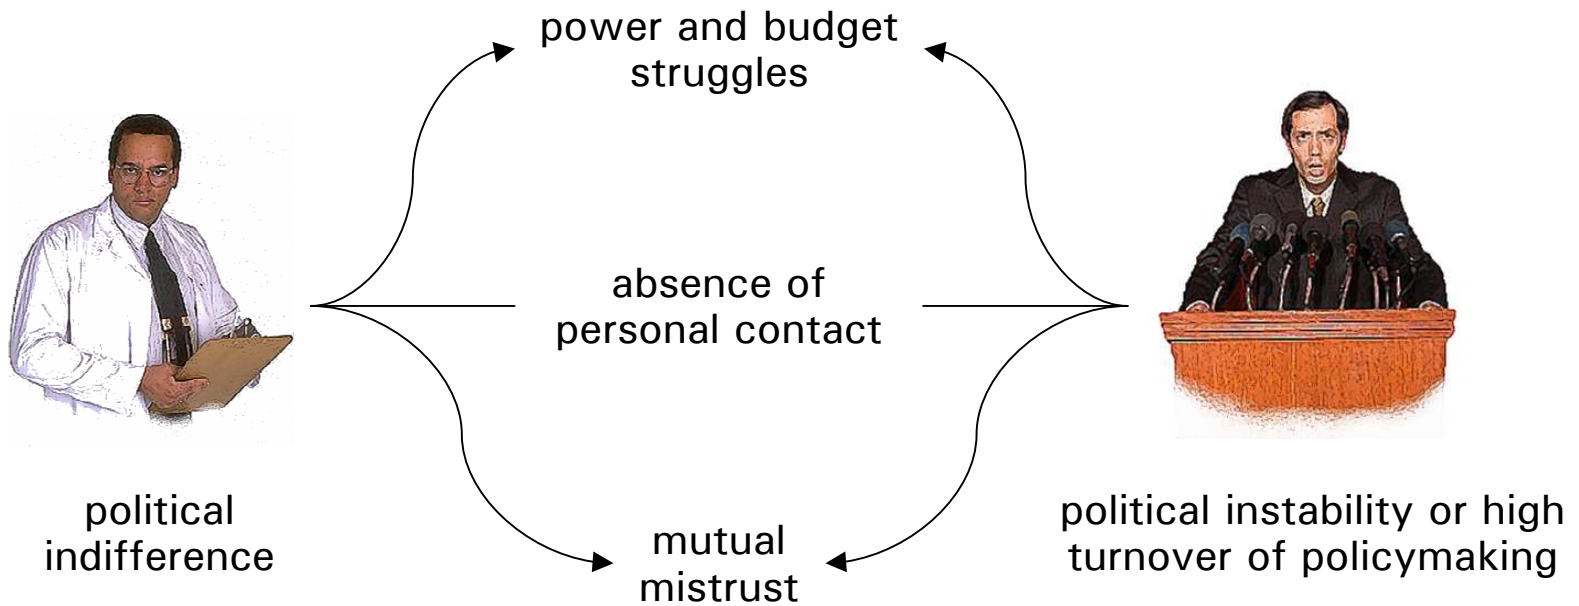 power and budget
struggles
absence of
personal contact
political
indifference
mutual
mistrust
political instability or high
turnover of policymaking